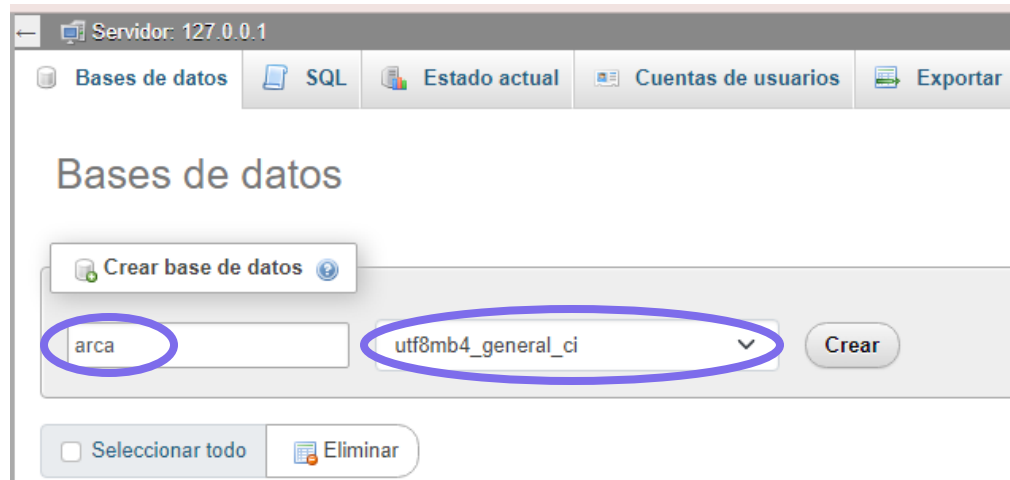 Servidor: 127.0.0.1
Bases de datos SQL Estado actual Cuentas de usuarios Exportar
Bases de datos
Crear base de datos
arca utf8mb4_general_ci Crear
Seleccionar todo Eliminar